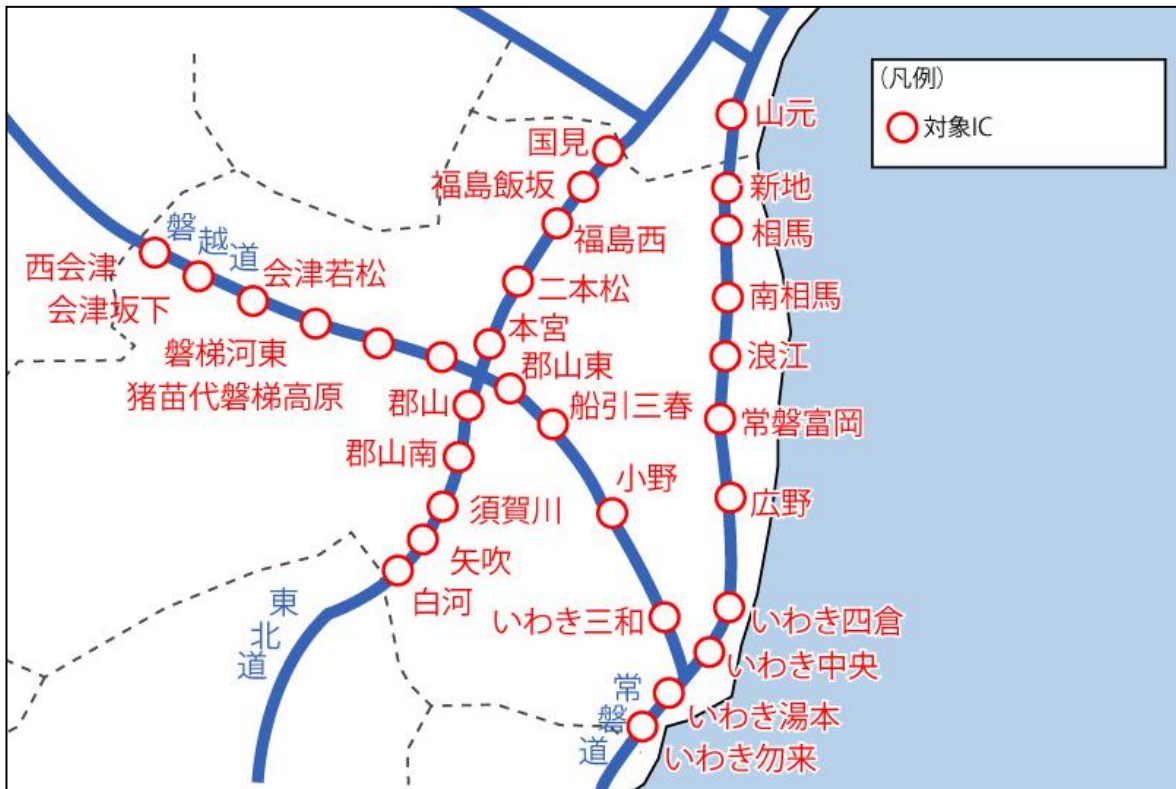 (凡例)
対象IC
山元
国見
新地
福島飯坂
相馬
福島西
磐越道
西会津
会津若松
二本松
南相馬
会津坂下
本宮
磐梯河東
浪江
郡山東
猪苗代磐梯高原
郡山
船引三春
常磐富岡
郡山南
小野
広野
須賀川
矢吹
白河
東北道
いわき三和
いわき四倉
いわき中央
常磐道
いわき湯本
いわき勿来